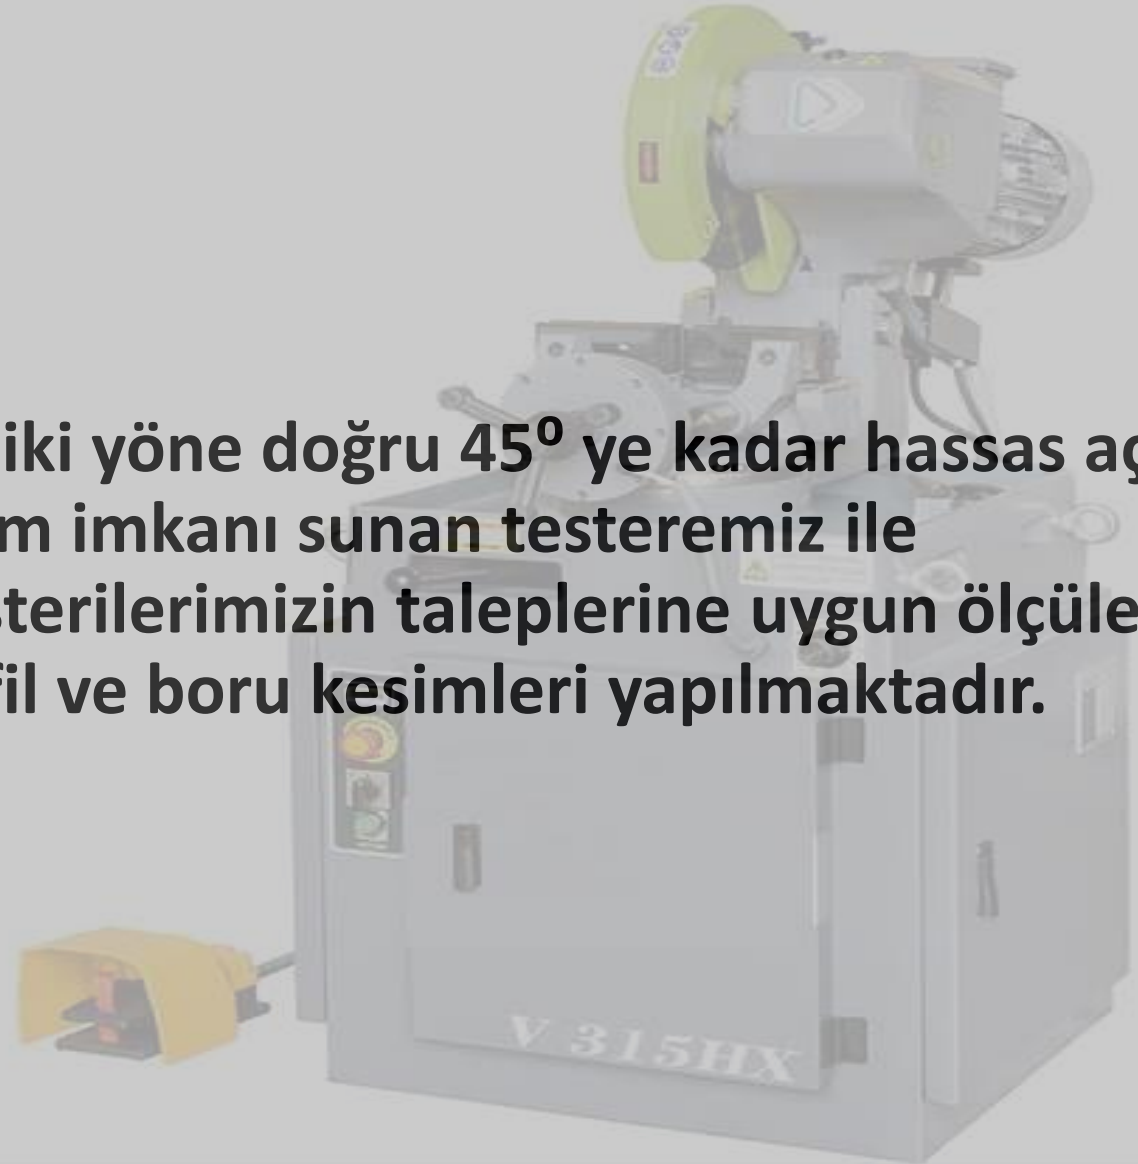 iki yöne doğru 45⁰ ye kadar hassas aç
m imkanı sunan testeremiz ile
sterilerimizin taleplerine uygun ölçüle
fil ve boru kesimleri yapılmaktadır.
V 315HX